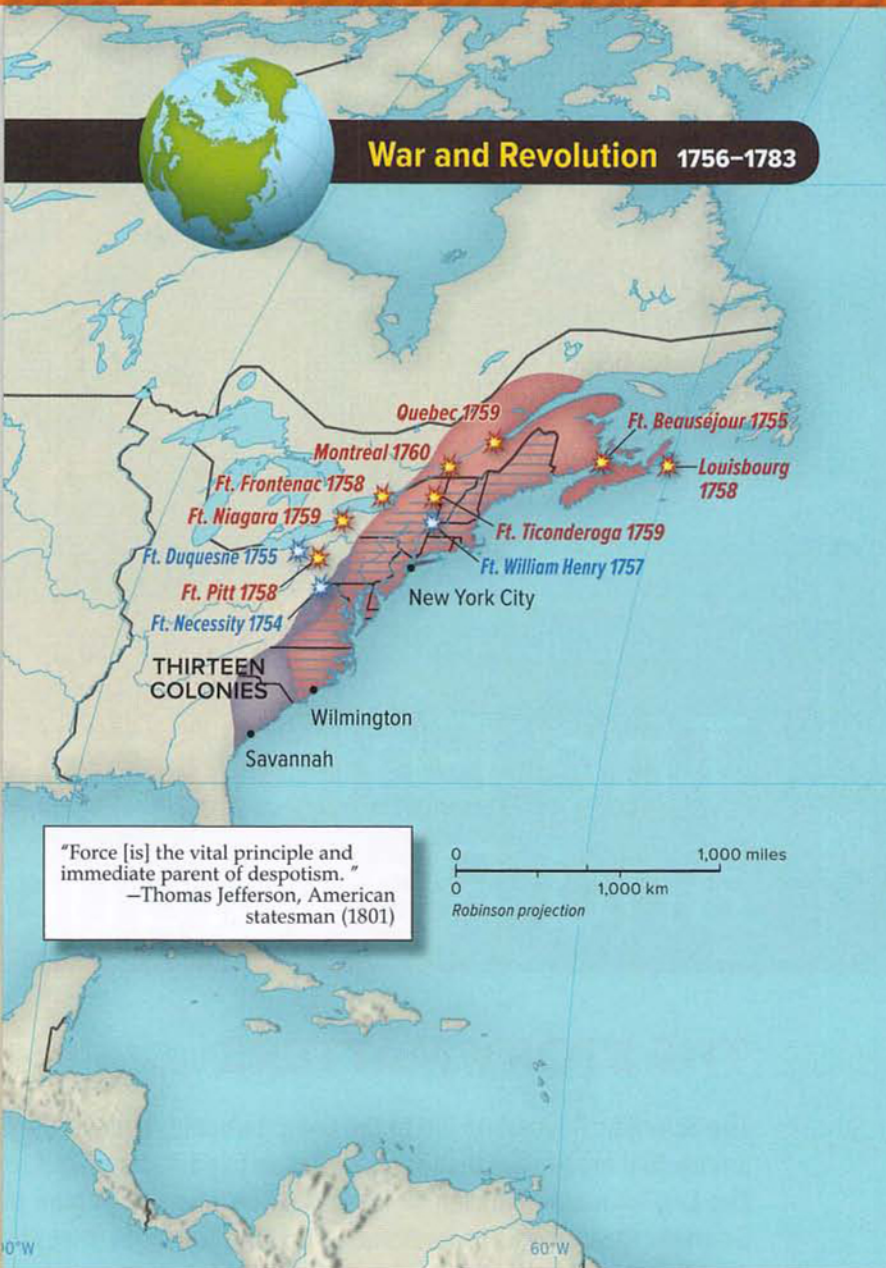 War and Revolution 1756–1783
Quebec 1759
Ft. Beauséjour 1755
Montreal 1760
Louisbourg
1758
Ft. Frontenac 1758
Ft. Niagara 1759
Ft. Ticonderoga 1759
Ft. Duquesne 1755
Ft. William Henry 1757
Ft. Pitt 1758
New York City
Ft. Necessity 1754
THIRTEEN
COLONIES
Wilmington
Savannah
"Force [is] the vital principle and
immediate parent of despotism. "
—Thomas Jefferson, American
statesman (1801)
0 1,000 miles
0 1,000 km
Robinson projection
0°W
60°W